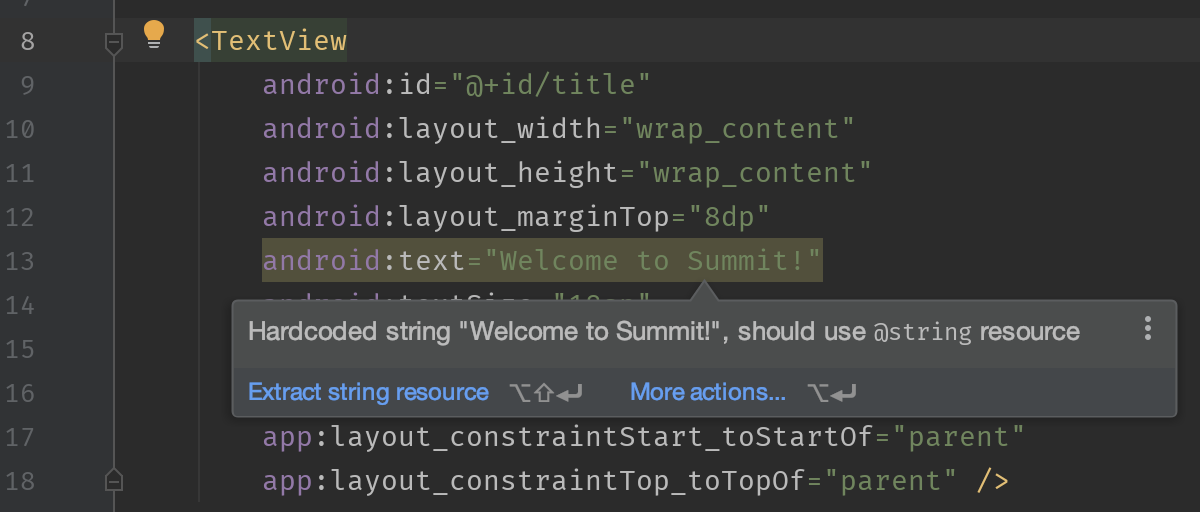 8 <TextView
9 android:id="@+id/title"
10 android:layout_width="wrap_content"
11 android:layout_height="wrap_content"
12 android:layout_marginTop="8dp"
13 android:text="Welcome to Summit!"
14
Hardcoded string "Welcome to Summit!", should use @string resource
15
16
Extract string resource ⌥⇧↵ More actions... ⌥↵
17 app:layout_constraintStart_toStartOf="parent"
18 app:layout_constraintTop_toTopOf="parent" />